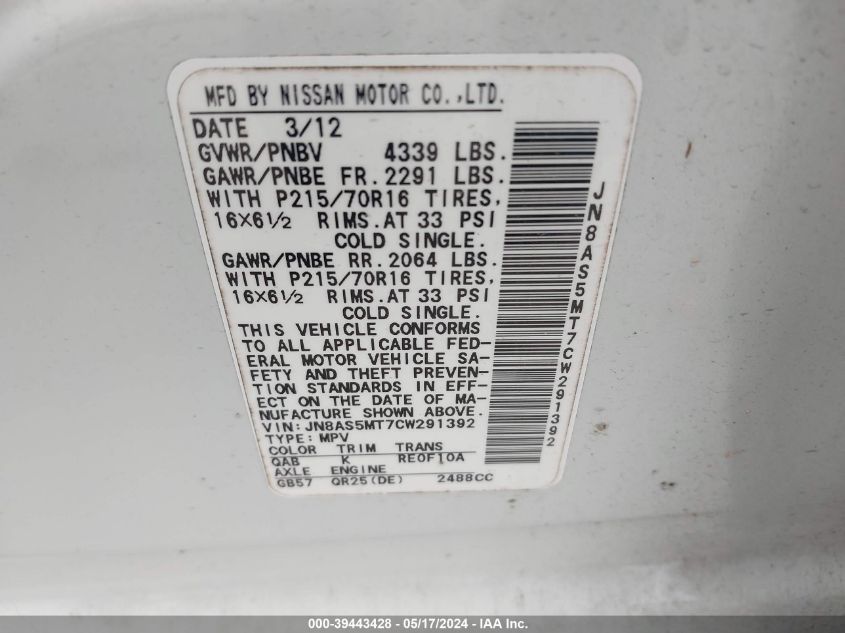 MFD BY NISSAN MOTOR CO.,LTD.
DATE 3/12
GVWR/PNBV 4339 LBS.
GAWR/PNBE FR.2291 LBS.
WITH P215/70R16 TIRES,
16X6½ RIMS.AT 33 PSI
COLD SINGLE.
GAWR/PNBE RR.2064 LBS.
WITH P215/70R16 TIRES,
16X6½ RIMS.AT 33 PSI
COLD SINGLE.
THIS VEHICLE CONFORMS
TO ALL APPLICABLE FED-
ERAL MOTOR VEHICLE SA-
FETY AND THEFT PREVEN-
TION STANDARDS IN EFF-
ECT ON THE DATE OF MA-
NUFACTURE SHOWN ABOVE.
VIN: JN8AS5MT7CW291392
TYPE: MPV
COLOR TRIM TRANS
QAB K RE0F10A
AXLE ENGINE
GB57 QR25(DE) 2488CC
JN8AS5MT7CW291392
000-39443428 - 05/17/2024 - IAA Inc.